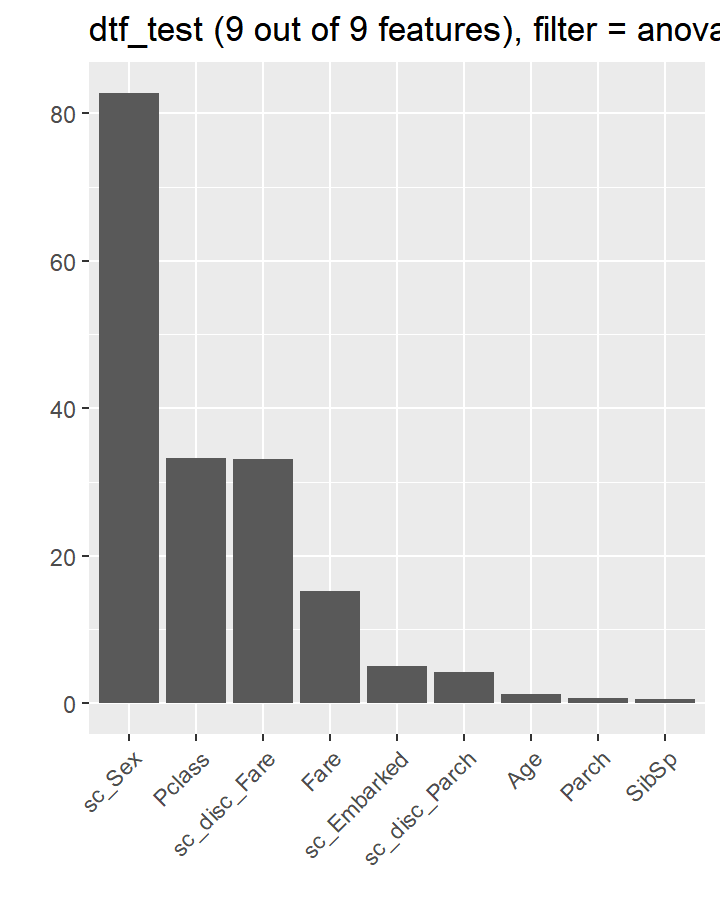 dtf_test (9 out of 9 features), filter = anova
80
60
40
20
0
sc_Sex
Pclass
sc_disc_Fare
Fare
sc_Embarked
sc_disc_Parch
Age
Parch
SibSp